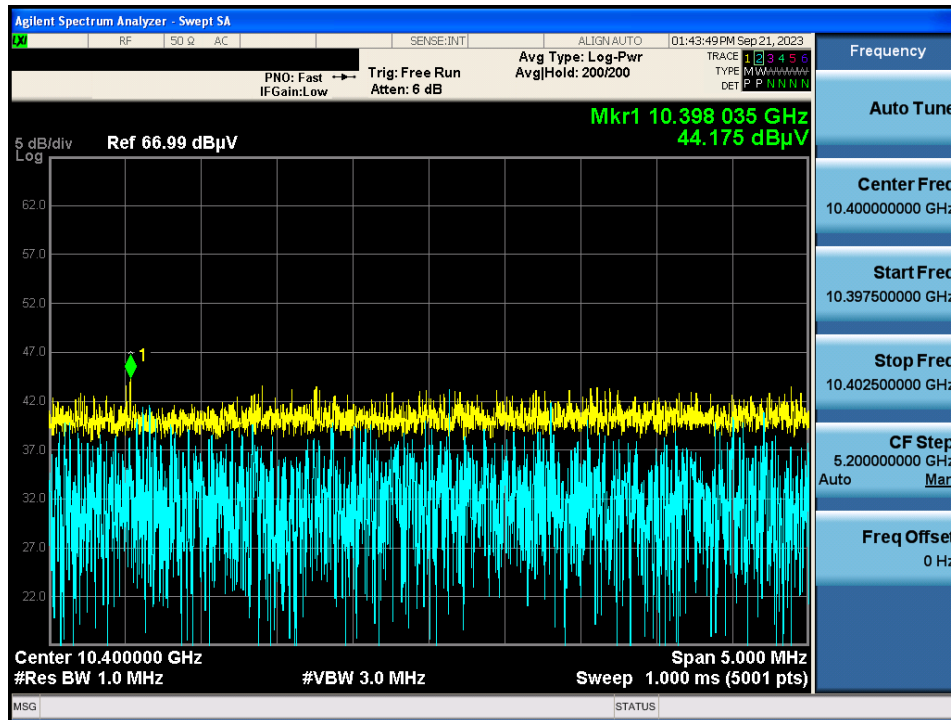 Agilent Spectrum Analyzer - Swept SA
LXI RF 50 Ω AC SENSE:INT ALIGN AUTO 01:43:49 PM Sep 21, 2023
Frequency
PNO: Fast
IFGain:Low
Trig: Free Run
Atten: 6 dB
Avg Type: Log-Pwr
Avg|Hold: 200/200
TRACE 1 2 3 4 5 6
TYPE M W W W W W
DET P P N N N N
Auto Tune
Mkr1 10.398 035 GHz
44.175 dBµV
5 dB/div
Log
Ref 66.99 dBµV
62.0
57.0
52.0
47.0
42.0
37.0
32.0
27.0
22.0
1
Center Freq
10.400000000 GHz
Start Freq
10.397500000 GHz
Stop Freq
10.402500000 GHz
CF Step
5.200000000 GHz
Auto Man
Freq Offset
0 Hz
Center 10.400000 GHz
Span 5.000 MHz
#Res BW 1.0 MHz
#VBW 3.0 MHz
Sweep 1.000 ms (5001 pts)
MSG
STATUS